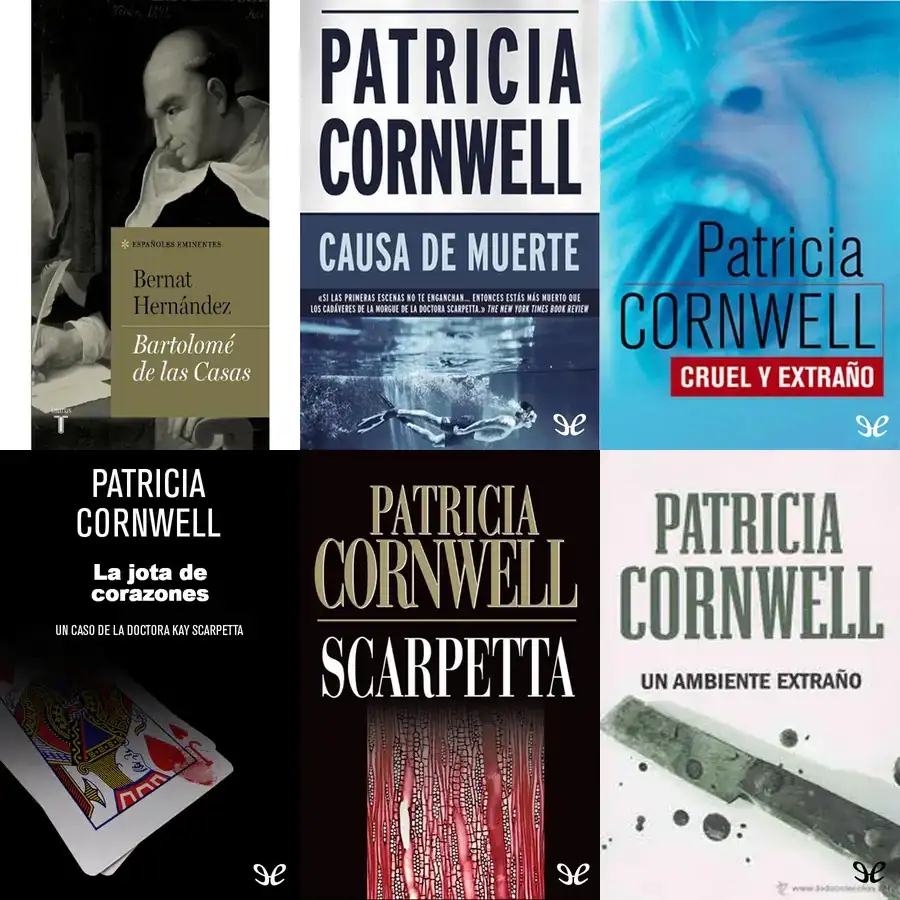 * ESPAÑOLES EMINENTES
Bernat
Hernández
Bartolomé
de las Casas
taurus
T
PATRICIA
CORNWELL
CAUSA DE MUERTE
«SI LAS PRIMERAS ESCENAS NO TE ENGANCHAN... ENTONCES ESTÁS MÁS MUERTO QUE
LOS CADÁVERES DE LA MORGUE DE LA DOCTORA SCARPETTA.» THE NEW YORK TIMES BOOK REVIEW
Patricia
CORNWELL
CRUEL Y EXTRAÑO
PATRICIA
CORNWELL
La jota de
corazones
UN CASO DE LA DOCTORA KAY SCARPETTA
PATRICIA
CORNWELL
SCARPETTA
PATRICIA
CORNWELL
UN AMBIENTE EXTRAÑO